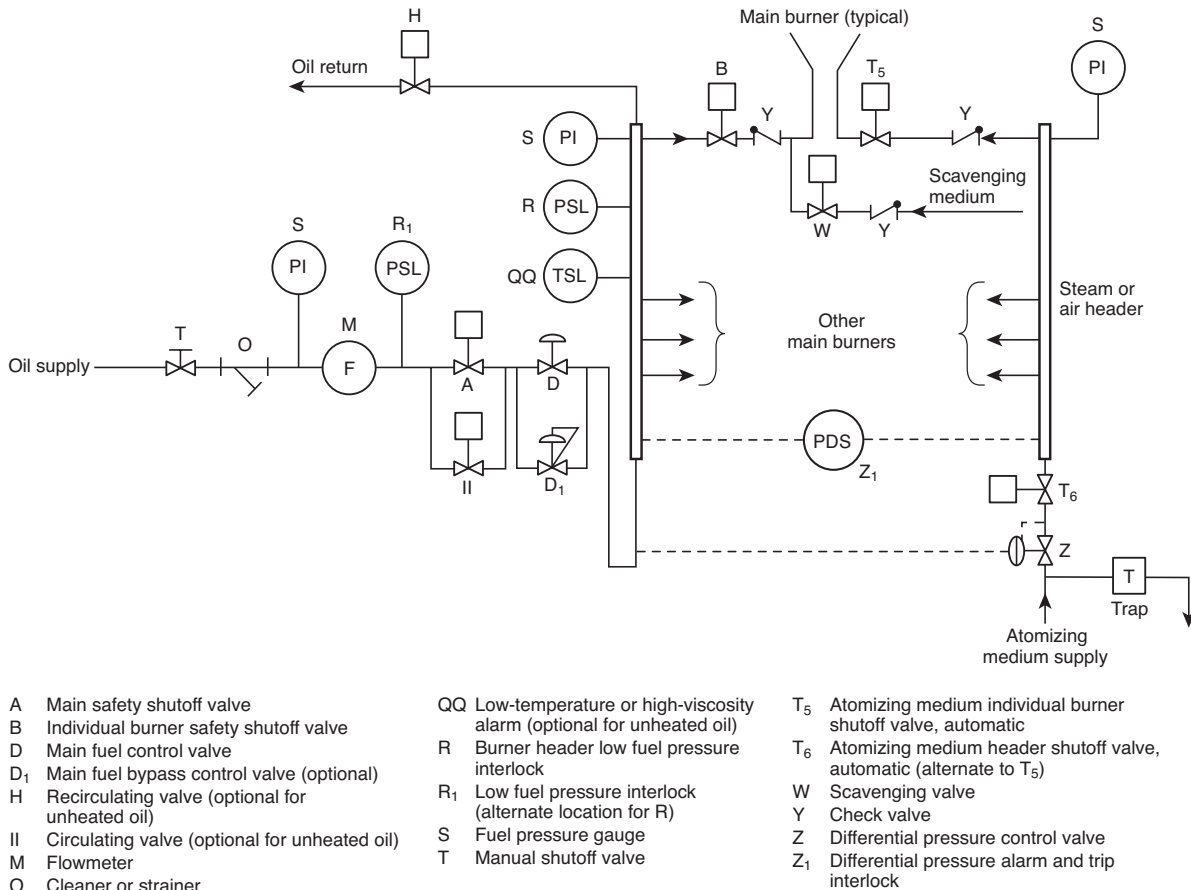 H
Main burner (typical)
S
PI
Oil return
B
T5
Y
Y
S PI
Scavenging
medium
R PSL
W
Y
S
R1
PI
PSL
QQ TSL
Steam or
air header
Other
main burners
T
O
M
Oil supply
F
A
D
PDS
Z1
II
D1
T6
Z
T
Trap
Atomizing
medium supply
A Main safety shutoff valve
B Individual burner safety shutoff valve
D Main fuel control valve
D1 Main fuel bypass control valve (optional)
H Recirculating valve (optional for
unheated oil)
II Circulating valve (optional for unheated oil)
M Flowmeter
O Cleaner or strainer
QQ Low-temperature or high-viscosity
alarm (optional for unheated oil)
R Burner header low fuel pressure
interlock
R1 Low fuel pressure interlock
(alternate location for R)
S Fuel pressure gauge
T Manual shutoff valve
T5 Atomizing medium individual burner
shutoff valve, automatic
T6 Atomizing medium header shutoff valve,
automatic (alternate to T5)
W Scavenging valve
Y Check valve
Z Differential pressure control valve
Z1 Differential pressure alarm and trip
interlock